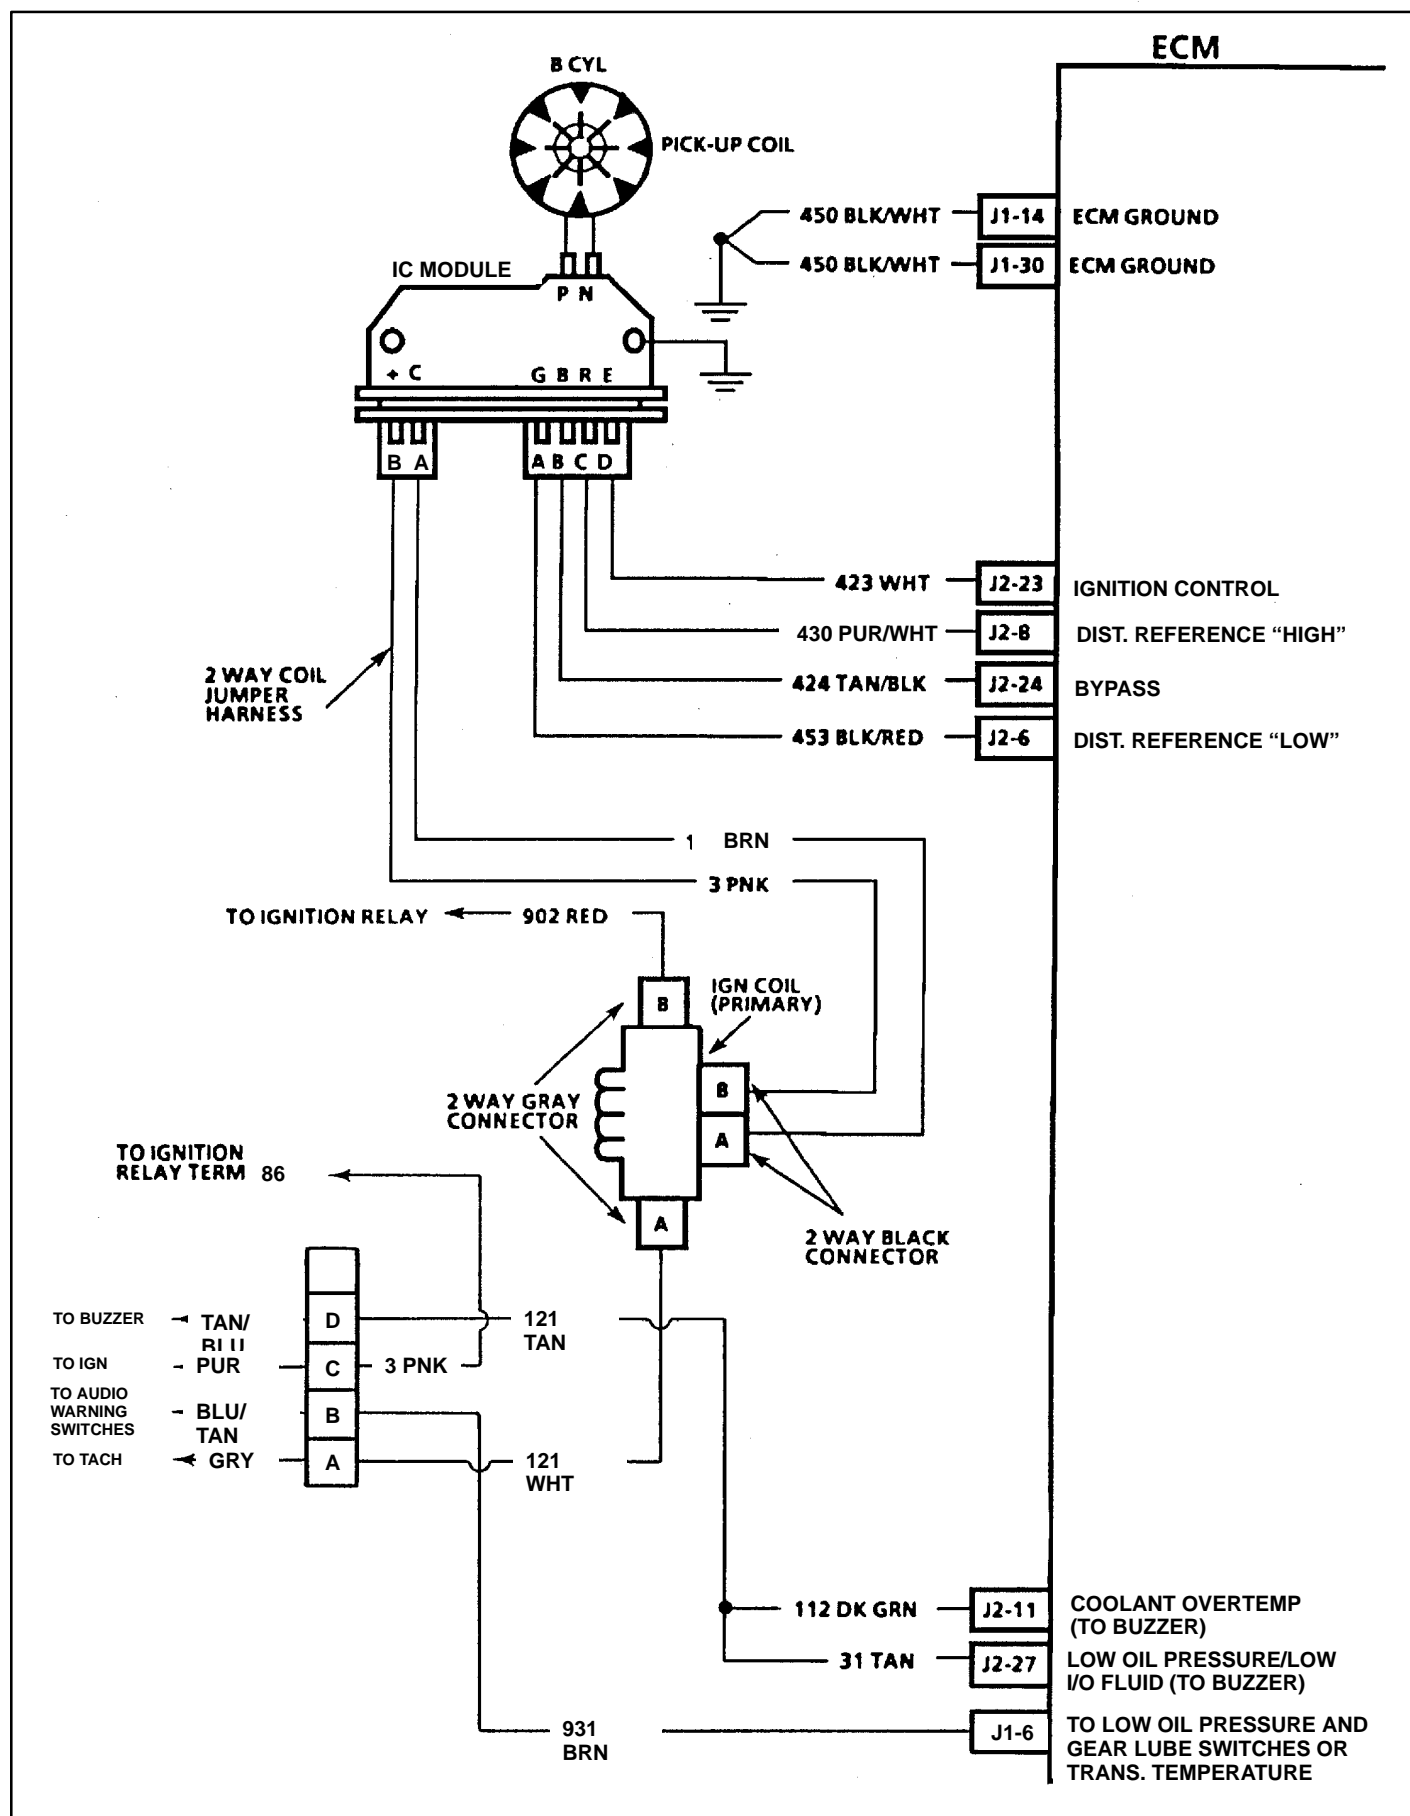 ECM
8 CYL
PICK-UP COIL
450 BLK/WHT
J1-14
ECM GROUND
450 BLK/WHT
J1-30
ECM GROUND
IC MODULE
P N
+ C
G B R E
B A
A B C D
423 WHT
J2-23
IGNITION CONTROL
430 PUR/WHT
J2-8
DIST. REFERENCE “HIGH”
2 WAY COIL
JUMPER
HARNESS
424 TAN/BLK
J2-24
BYPASS
453 BLK/RED
J2-6
DIST. REFERENCE “LOW”
1 BRN
3 PNK
TO IGNITION RELAY
902 RED
B
IGN COIL
(PRIMARY)
B
A
2 WAY GRAY
CONNECTOR
TO IGNITION
RELAY TERM 86
A
2 WAY BLACK
CONNECTOR
TO BUZZER
TAN/
BLU
D
121
TAN
TO IGN
PUR
C
3 PNK
TO AUDIO
WARNING
SWITCHES
BLU/
TAN
B
TO TACH
GRY
A
121
WHT
112 DK GRN
J2-11
COOLANT OVERTEMP
(TO BUZZER)
31 TAN
J2-27
LOW OIL PRESSURE/LOW
I/O FLUID (TO BUZZER)
931
BRN
J1-6
TO LOW OIL PRESSURE AND
GEAR LUBE SWITCHES OR
TRANS. TEMPERATURE